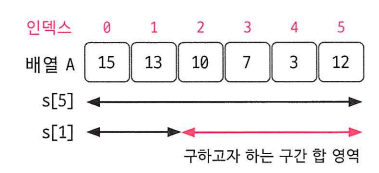 인덱스 0 1 2 3 4 5
배열 A 15 13 10 7 3 12
s[5]
s[1]
구하고자 하는 구간 합 영역